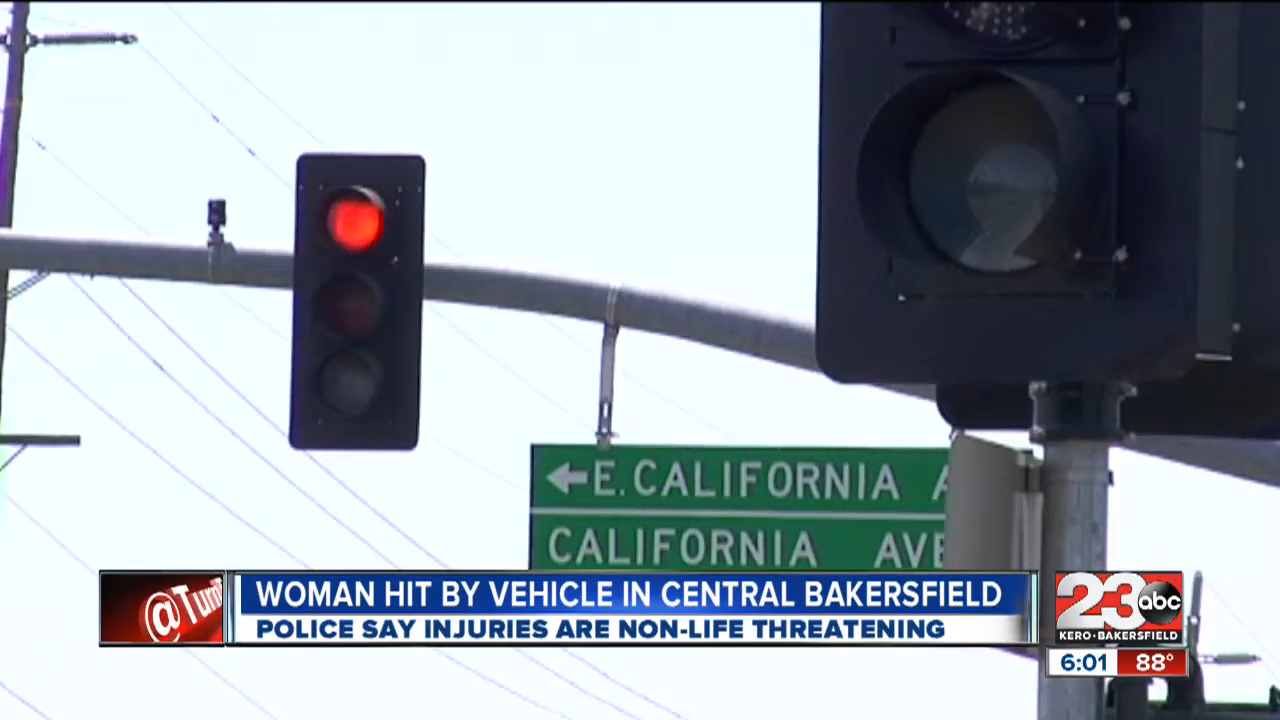 ← E. CALIFORNIA
CALIFORNIA AVE
WOMAN HIT BY VEHICLE IN CENTRAL BAKERSFIELD
POLICE SAY INJURIES ARE NON-LIFE THREATENING
23 abc
KERO·BAKERSFIELD
6:01 88°